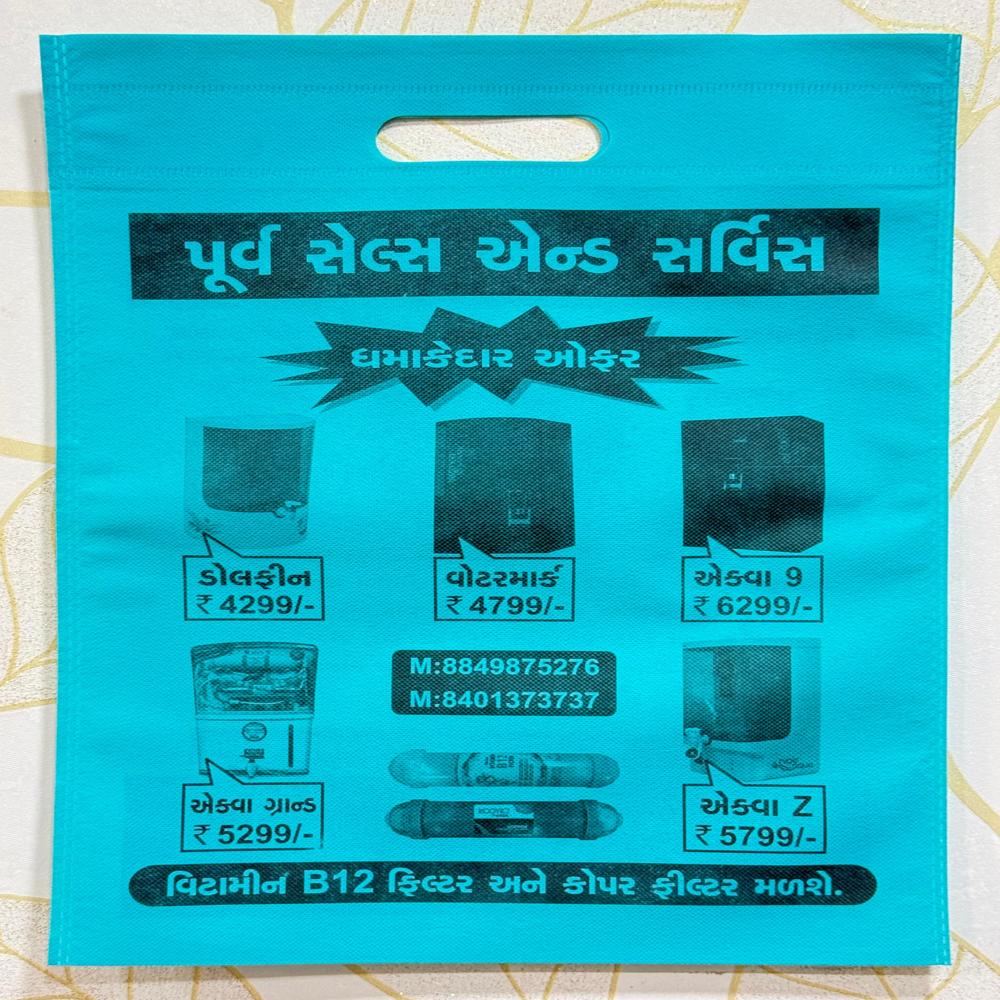 પૂર્વ સેલ્સ એન્ડ સર્વિસ
ધમાકેદાર ઓફર
ડોલફીન
₹ 4299/-
વોટરમાર્ક
₹ 4799/-
એક્વા 9
₹ 6299/-
M:8849875276
M:8401373737
એક્વા ગ્રાન્ડ
₹ 5299/-
એક્વા Z
₹ 5799/-
વિટામીન B12 ફિલ્ટર અને કોપર ફીલ્ટર મળશે.